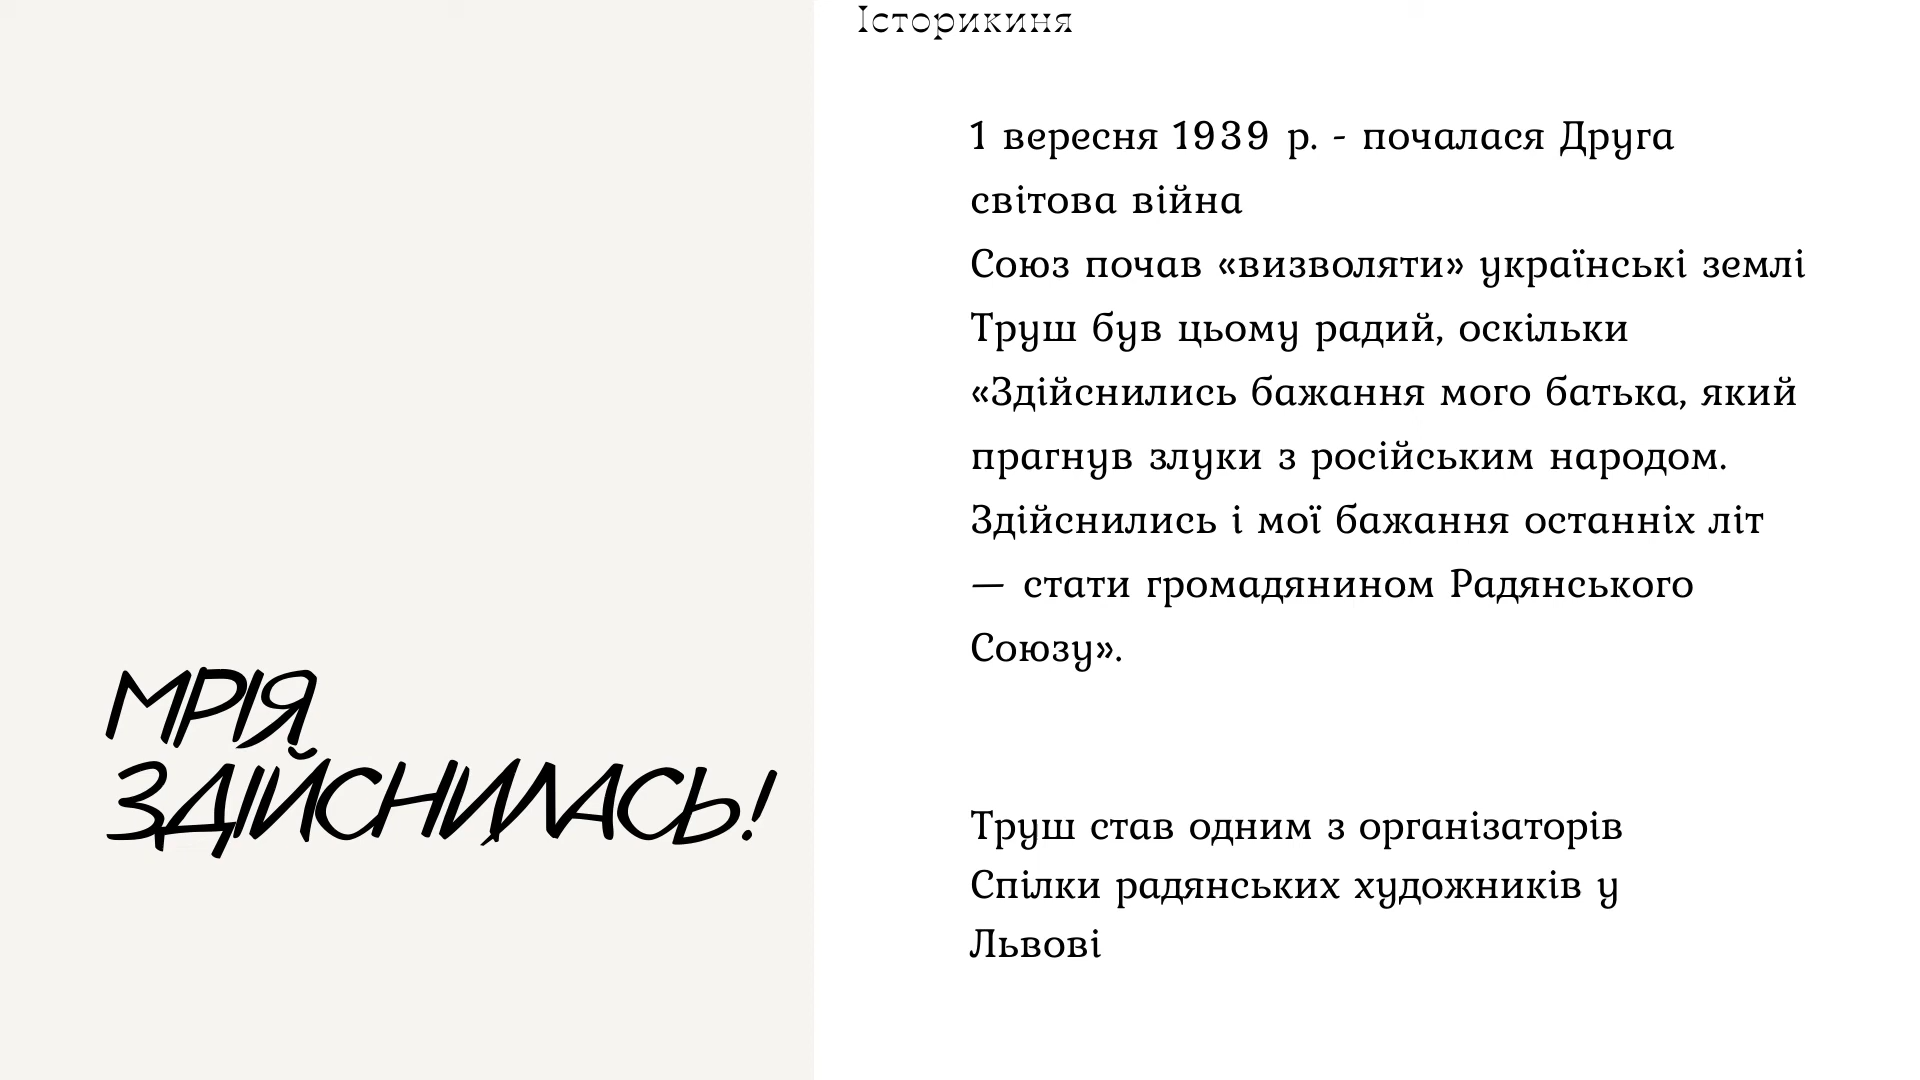 Історикиня
1 вересня 1939 р. - почалася Друга
світова війна
Союз почав «визволяти» українські землі
Труш був цьому радий, оскільки
«Здійснились бажання мого батька, який
прагнув злуки з російським народом.
Здійснились і мої бажання останніх літ
— стати громадянином Радянського
Союзу».
МРІЯ
ЗДІЙСНИЛАСЬ!
Труш став одним з організаторів
Спілки радянських художників у
Львові